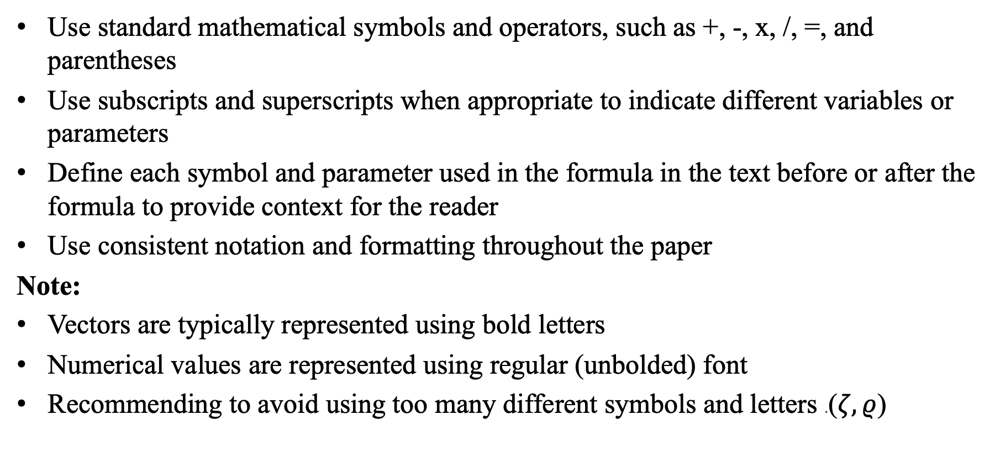 • Use standard mathematical symbols and operators, such as +, -, x, /, =, and
parentheses
• Use subscripts and superscripts when appropriate to indicate different variables or
parameters
• Define each symbol and parameter used in the formula in the text before or after the
formula to provide context for the reader
• Use consistent notation and formatting throughout the paper
Note:
• Vectors are typically represented using bold letters
• Numerical values are represented using regular (unbolded) font
• Recommending to avoid using too many different symbols and letters .(ζ, ϱ)